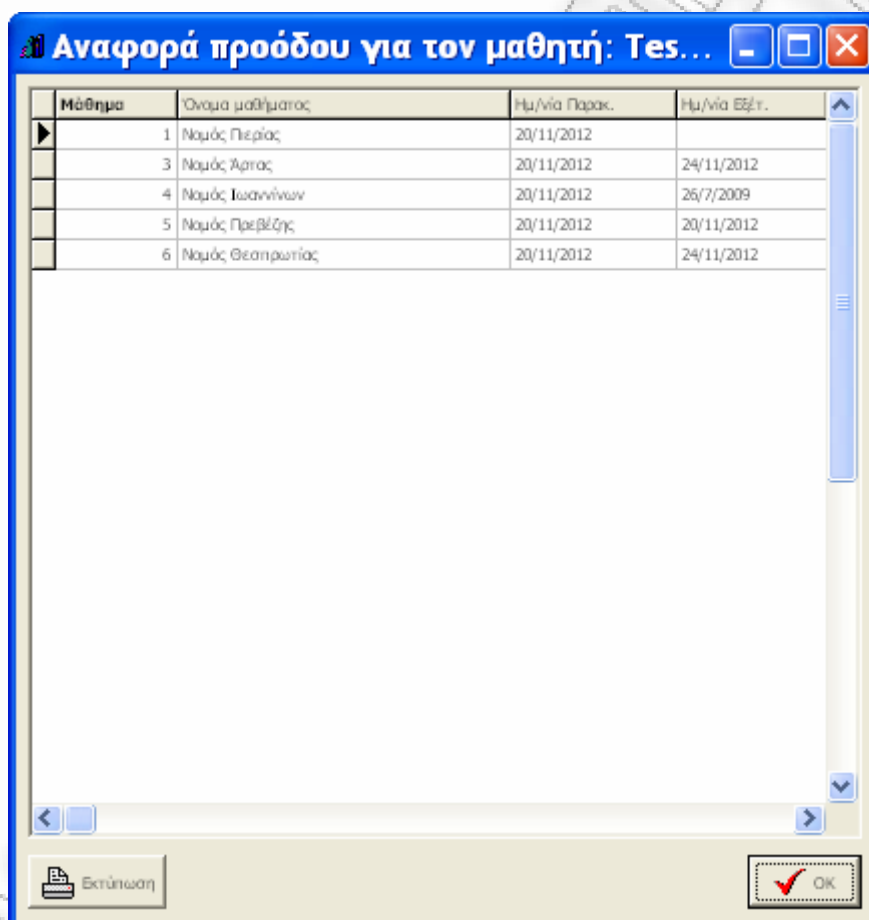 Αναφορά προόδου για τον μαθητή: Tes...
Μάθημα Όνομα μαθήματος Ημ/νία Παρακ. Ημ/νία Εξέτ.
1 Νομός Πιερίας 20/11/2012
3 Νομός Άρτας 20/11/2012 24/11/2012
4 Νομός Ιωαννίνων 20/11/2012 26/7/2009
5 Νομός Πρεβέζης 20/11/2012 20/11/2012
6 Νομός Θεσπρωτίας 20/11/2012 24/11/2012
Εκτύπωση OK